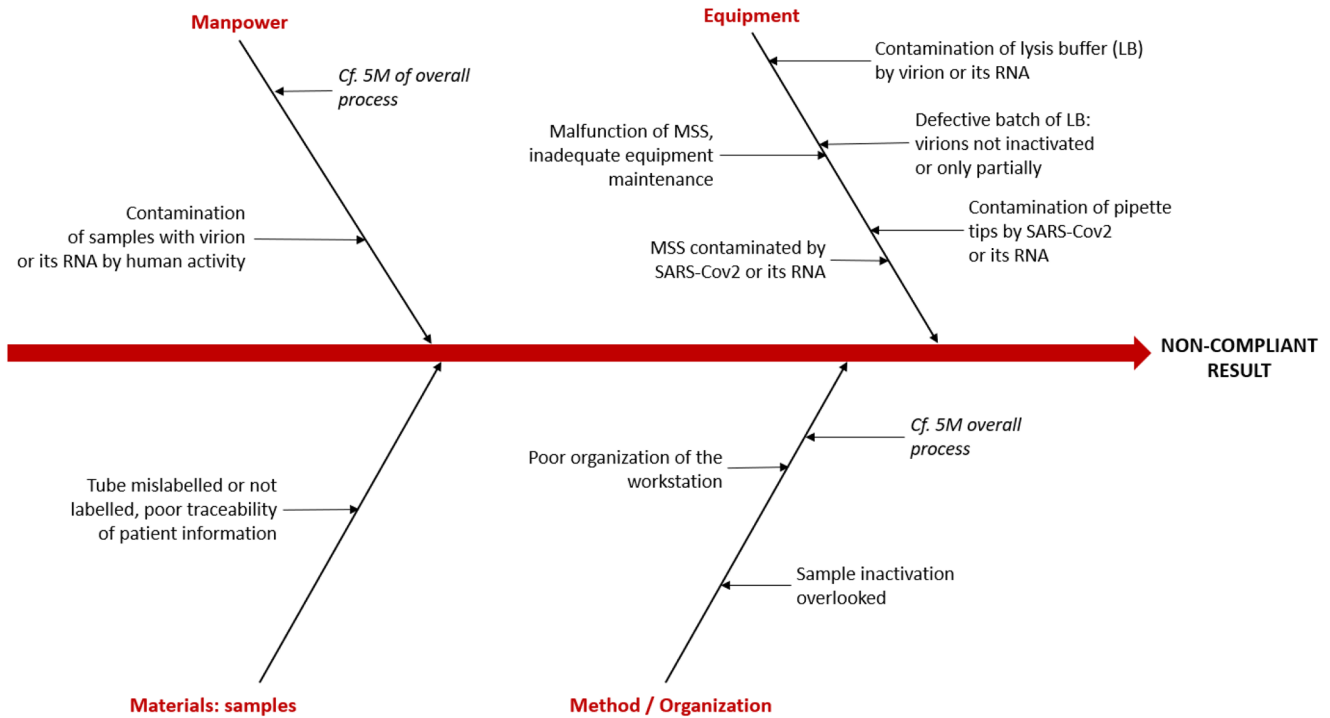 Manpower
Cf. 5M of overall
process
Contamination
of samples with virion
or its RNA by human activity
Equipment
Contamination of lysis buffer (LB)
by virion or its RNA
Defective batch of LB:
virions not inactivated
or only partially
Malfunction of MSS,
inadequate equipment
maintenance
Contamination of pipette
tips by SARS-Cov2
or its RNA
MSS contaminated by
SARS-Cov2 or its RNA
NON-COMPLIANT
RESULT
Tube mislabelled or not
labelled, poor traceability
of patient information
Materials: samples
Cf. 5M overall
process
Poor organization of the
workstation
Sample inactivation
overlooked
Method / Organization